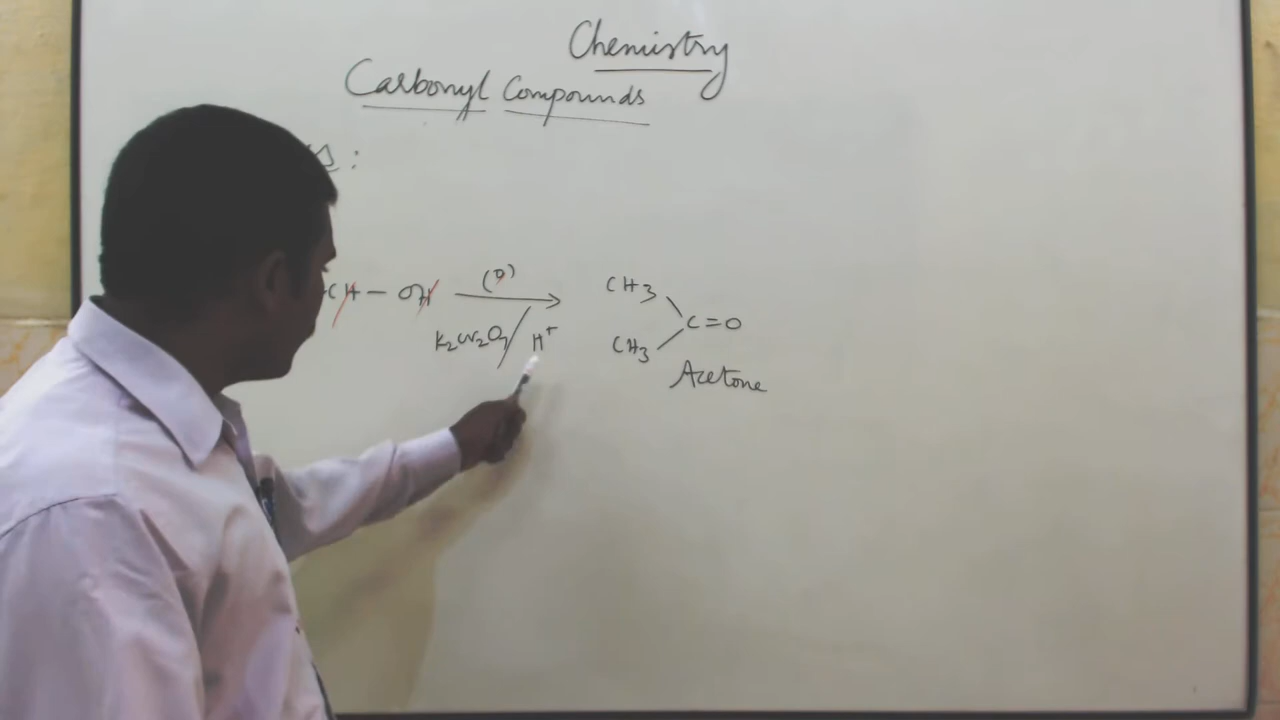 Chemistry
Carbonyl Compounds
CH - OH (O) CH3
K2Cr2O7/H+ C=O
CH3
Acetone